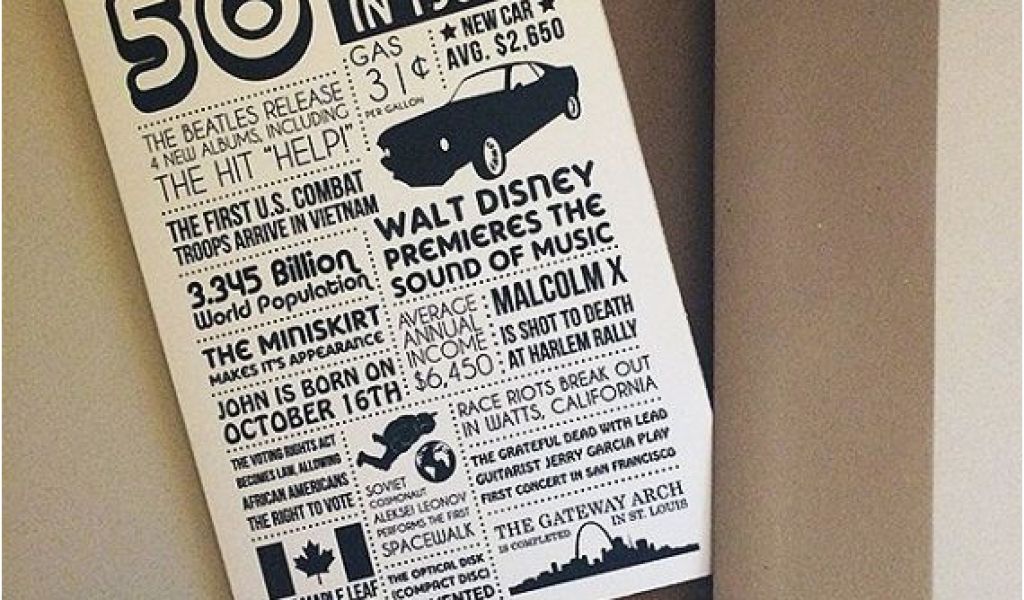 50
IN 19
GAS
31¢
PER GALLON
★ NEW CAR ★
AVG. $2,650
THE BEATLES RELEASE
4 NEW ALBUMS, INCLUDING
THE HIT "HELP!"
THE FIRST U.S. COMBAT
TROOPS ARRIVE IN VIETNAM
WALT DISNEY
PREMIERES THE
SOUND OF MUSIC
3.345 Billion
World Population
THE MINISKIRT
MAKES IT'S APPEARANCE
AVERAGE
ANNUAL
INCOME
$6,450
MALCOLM X
IS SHOT TO DEATH
AT HARLEM RALLY
JOHN IS BORN ON
OCTOBER 16TH
RACE RIOTS BREAK OUT
IN WATTS, CALIFORNIA
THE VOTING RIGHTS ACT
BECOMES LAW, ALLOWING
AFRICAN AMERICANS
THE RIGHT TO VOTE
SOVIET
COSMONAUT
ALEKSEI LEONOV
PERFORMS THE FIRST
SPACEWALK
THE GRATEFUL DEAD WITH LEAD
GUITARIST JERRY GARCIA PLAY
FIRST CONCERT IN SAN FRANCISCO
THE GATEWAY ARCH
IS COMPLETED IN ST. LOUIS
MAPLE LEAF
THE OPTICAL DISK
(COMPACT DISC)
INVENTED